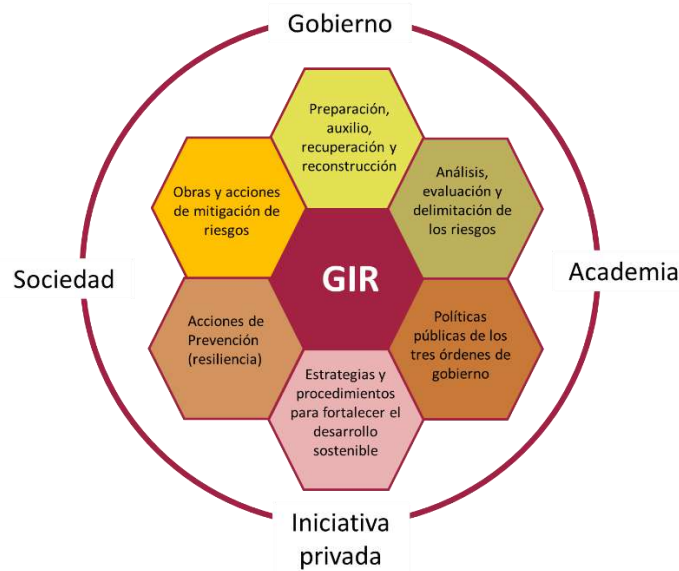 Gobierno
Preparación,
auxilio,
recuperación y
reconstrucción
Obras y acciones
de mitigación de
riesgos
Análisis,
evaluación y
delimitación de
los riesgos
Sociedad
GIR
Academia
Acciones de
Prevención
(resiliencia)
Políticas
públicas de los
tres órdenes de
gobierno
Estrategias y
procedimientos
para fortalecer el
desarrollo
sostenible
Iniciativa
privada